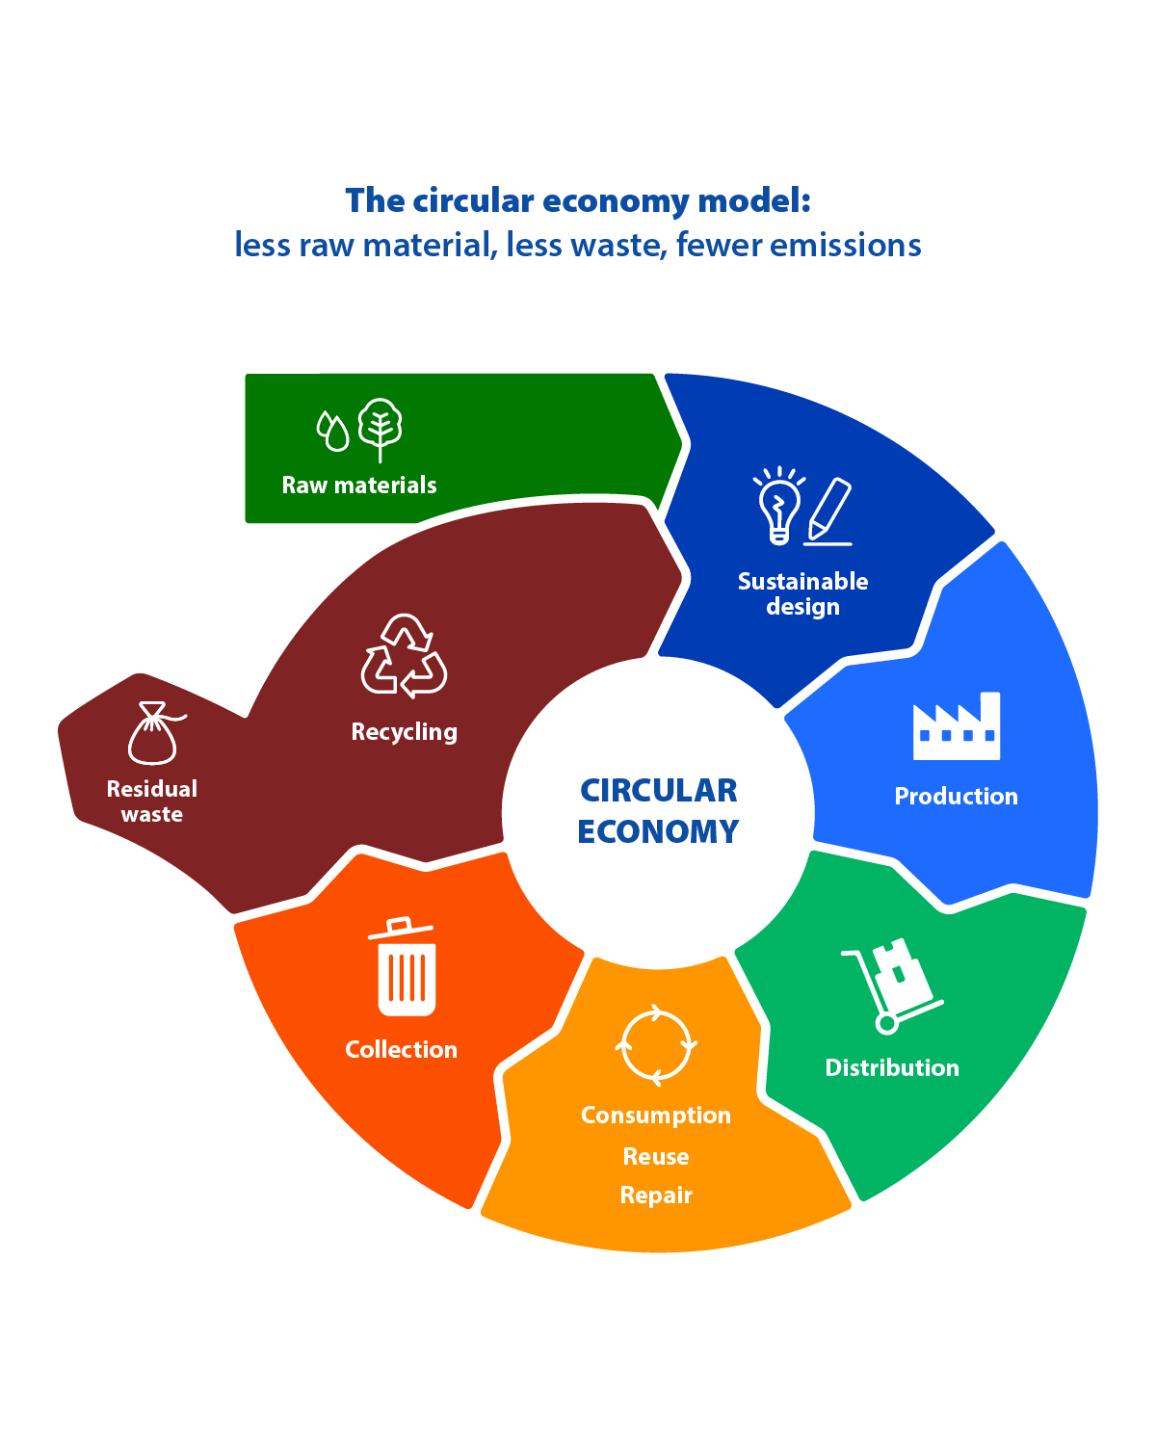 The circular economy model:
less raw material, less waste, fewer emissions
Raw materials
Sustainable
design
Production
Distribution
Consumption
Reuse
Repair
Collection
Recycling
Residual
waste
CIRCULAR
ECONOMY